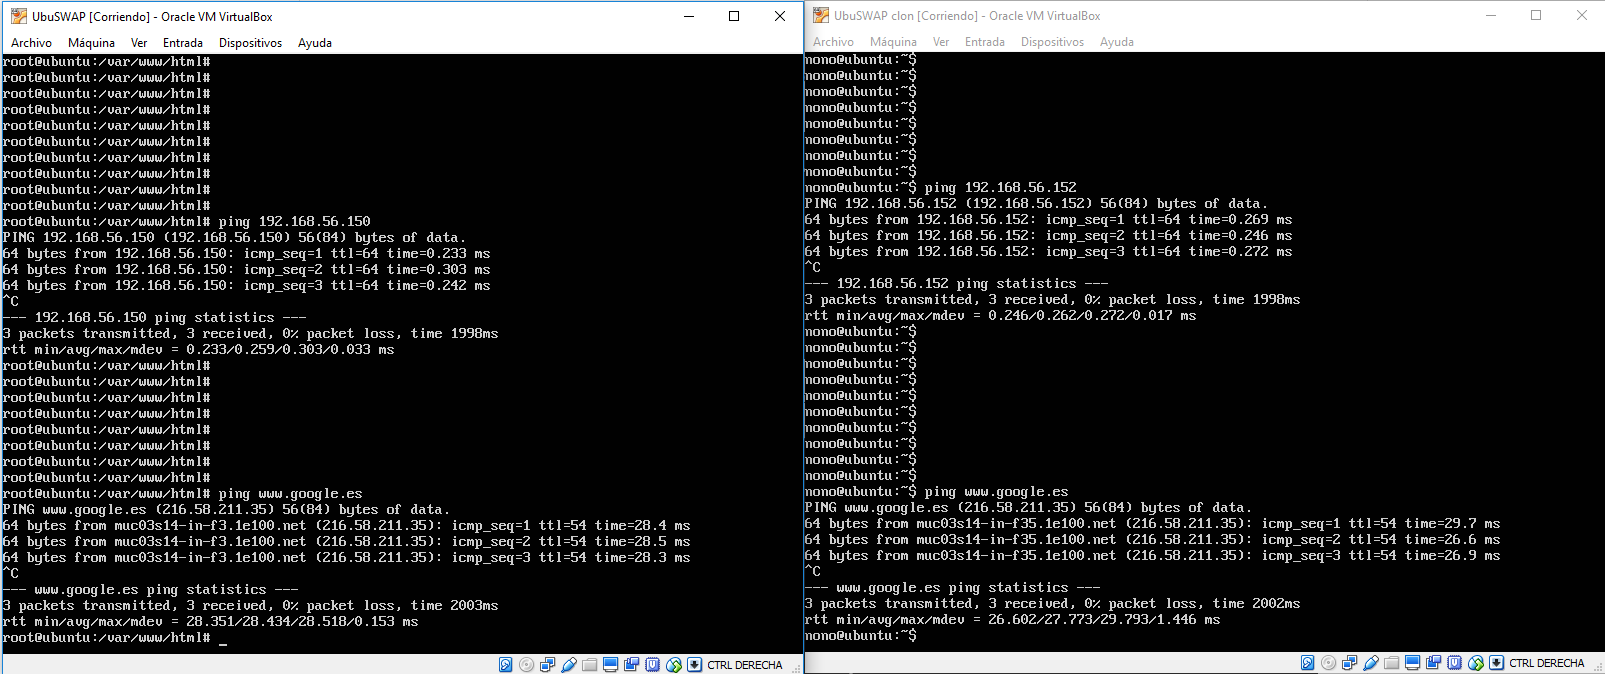 UbuSWAP [Corriendo] - Oracle VM VirtualBox
Archivo Máquina Ver Entrada Dispositivos Ayuda
root@ubuntu:/var/www/html#
root@ubuntu:/var/www/html#
root@ubuntu:/var/www/html#
root@ubuntu:/var/www/html#
root@ubuntu:/var/www/html#
root@ubuntu:/var/www/html#
root@ubuntu:/var/www/html#
root@ubuntu:/var/www/html#
root@ubuntu:/var/www/html#
root@ubuntu:/var/www/html#
root@ubuntu:/var/www/html# ping 192.168.56.150
PING 192.168.56.150 (192.168.56.150) 56(84) bytes of data.
64 bytes from 192.168.56.150: icmp_seq=1 ttl=64 time=0.233 ms
64 bytes from 192.168.56.150: icmp_seq=2 ttl=64 time=0.303 ms
64 bytes from 192.168.56.150: icmp_seq=3 ttl=64 time=0.242 ms
^C
--- 192.168.56.150 ping statistics ---
3 packets transmitted, 3 received, 0% packet loss, time 1998ms
rtt min/avg/max/mdev = 0.233/0.259/0.303/0.033 ms
root@ubuntu:/var/www/html#
root@ubuntu:/var/www/html#
root@ubuntu:/var/www/html#
root@ubuntu:/var/www/html#
root@ubuntu:/var/www/html#
root@ubuntu:/var/www/html#
root@ubuntu:/var/www/html#
root@ubuntu:/var/www/html#
root@ubuntu:/var/www/html# ping www.google.es
PING www.google.es (216.58.211.35) 56(84) bytes of data.
64 bytes from muc03s14-in-f3.1e100.net (216.58.211.35): icmp_seq=1 ttl=54 time=28.4 ms
64 bytes from muc03s14-in-f3.1e100.net (216.58.211.35): icmp_seq=2 ttl=54 time=28.5 ms
64 bytes from muc03s14-in-f3.1e100.net (216.58.211.35): icmp_seq=3 ttl=54 time=28.3 ms
^C
--- www.google.es ping statistics ---
3 packets transmitted, 3 received, 0% packet loss, time 2003ms
rtt min/avg/max/mdev = 28.351/28.434/28.518/0.153 ms
root@ubuntu:/var/www/html# _
CTRL DERECHA
UbuSWAP clon [Corriendo] - Oracle VM VirtualBox
Archivo Máquina Ver Entrada Dispositivos Ayuda
nono@ubuntu:~$
nono@ubuntu:~$
nono@ubuntu:~$
nono@ubuntu:~$
nono@ubuntu:~$
nono@ubuntu:~$
nono@ubuntu:~$
nono@ubuntu:~$
nono@ubuntu:~$ ping 192.168.56.152
PING 192.168.56.152 (192.168.56.152) 56(84) bytes of data.
64 bytes from 192.168.56.152: icmp_seq=1 ttl=64 time=0.269 ms
64 bytes from 192.168.56.152: icmp_seq=2 ttl=64 time=0.246 ms
64 bytes from 192.168.56.152: icmp_seq=3 ttl=64 time=0.272 ms
^C
--- 192.168.56.152 ping statistics ---
3 packets transmitted, 3 received, 0% packet loss, time 1998ms
rtt min/avg/max/mdev = 0.246/0.262/0.272/0.017 ms
nono@ubuntu:~$
nono@ubuntu:~$
nono@ubuntu:~$
nono@ubuntu:~$
nono@ubuntu:~$
nono@ubuntu:~$
nono@ubuntu:~$
nono@ubuntu:~$
nono@ubuntu:~$
nono@ubuntu:~$
nono@ubuntu:~$ ping www.google.es
PING www.google.es (216.58.211.35) 56(84) bytes of data.
64 bytes from muc03s14-in-f35.1e100.net (216.58.211.35): icmp_seq=1 ttl=54 time=29.7 ms
64 bytes from muc03s14-in-f35.1e100.net (216.58.211.35): icmp_seq=2 ttl=54 time=26.6 ms
64 bytes from muc03s14-in-f35.1e100.net (216.58.211.35): icmp_seq=3 ttl=54 time=26.9 ms
^C
--- www.google.es ping statistics ---
3 packets transmitted, 3 received, 0% packet loss, time 2002ms
rtt min/avg/max/mdev = 26.602/27.773/29.793/1.446 ms
nono@ubuntu:~$
CTRL DERECHA